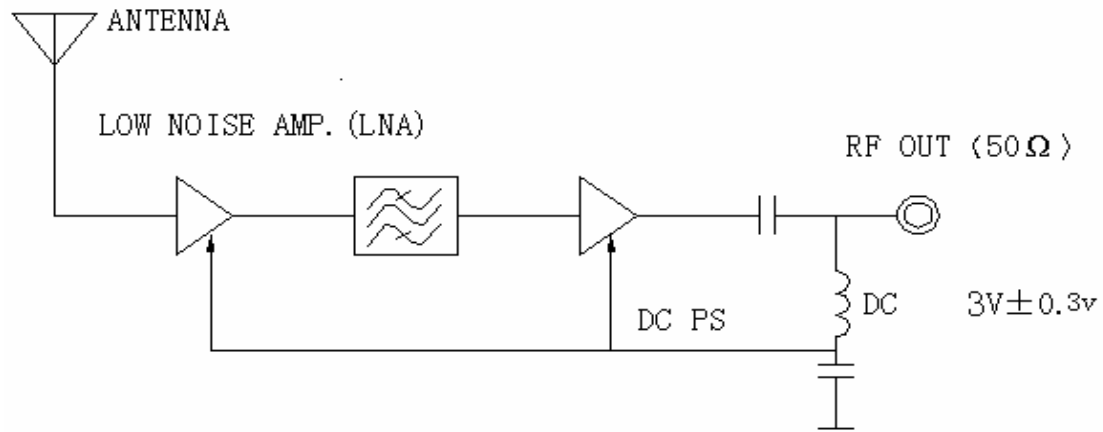 ANTENNA
LOW NOISE AMP. (LNA)
RF OUT (50Ω)
DC PS
DC
3V±0.3v